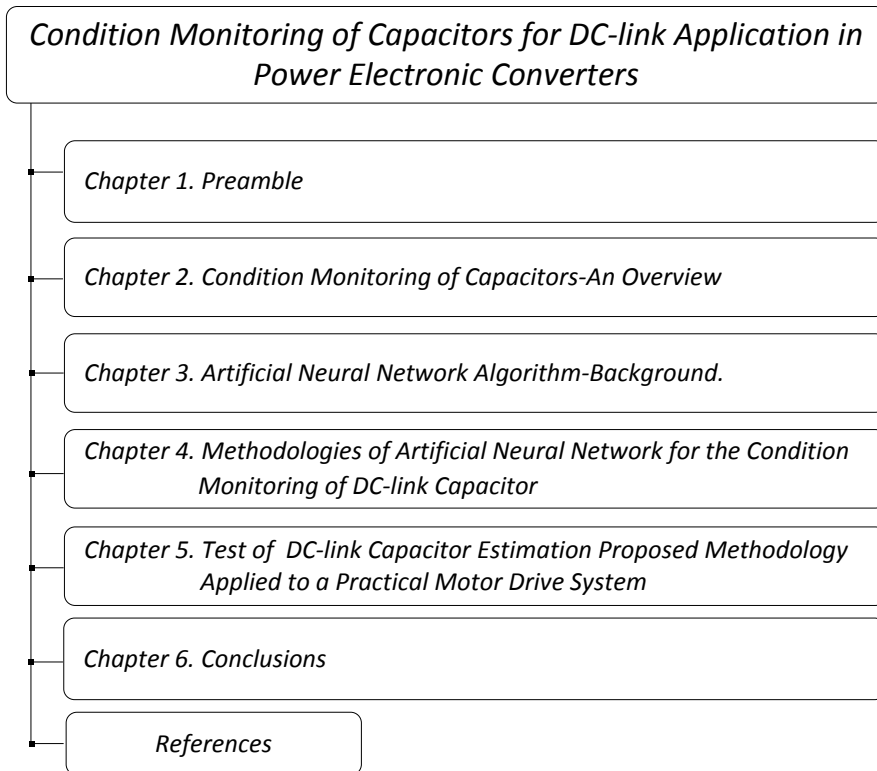 Condition Monitoring of Capacitors for DC-link Application in
Power Electronic Converters
Chapter 1. Preamble
Chapter 2. Condition Monitoring of Capacitors-An Overview
Chapter 3. Artificial Neural Network Algorithm-Background.
Chapter 4. Methodologies of Artificial Neural Network for the Condition
Monitoring of DC-link Capacitor
Chapter 5. Test of DC-link Capacitor Estimation Proposed Methodology
Applied to a Practical Motor Drive System
Chapter 6. Conclusions
References